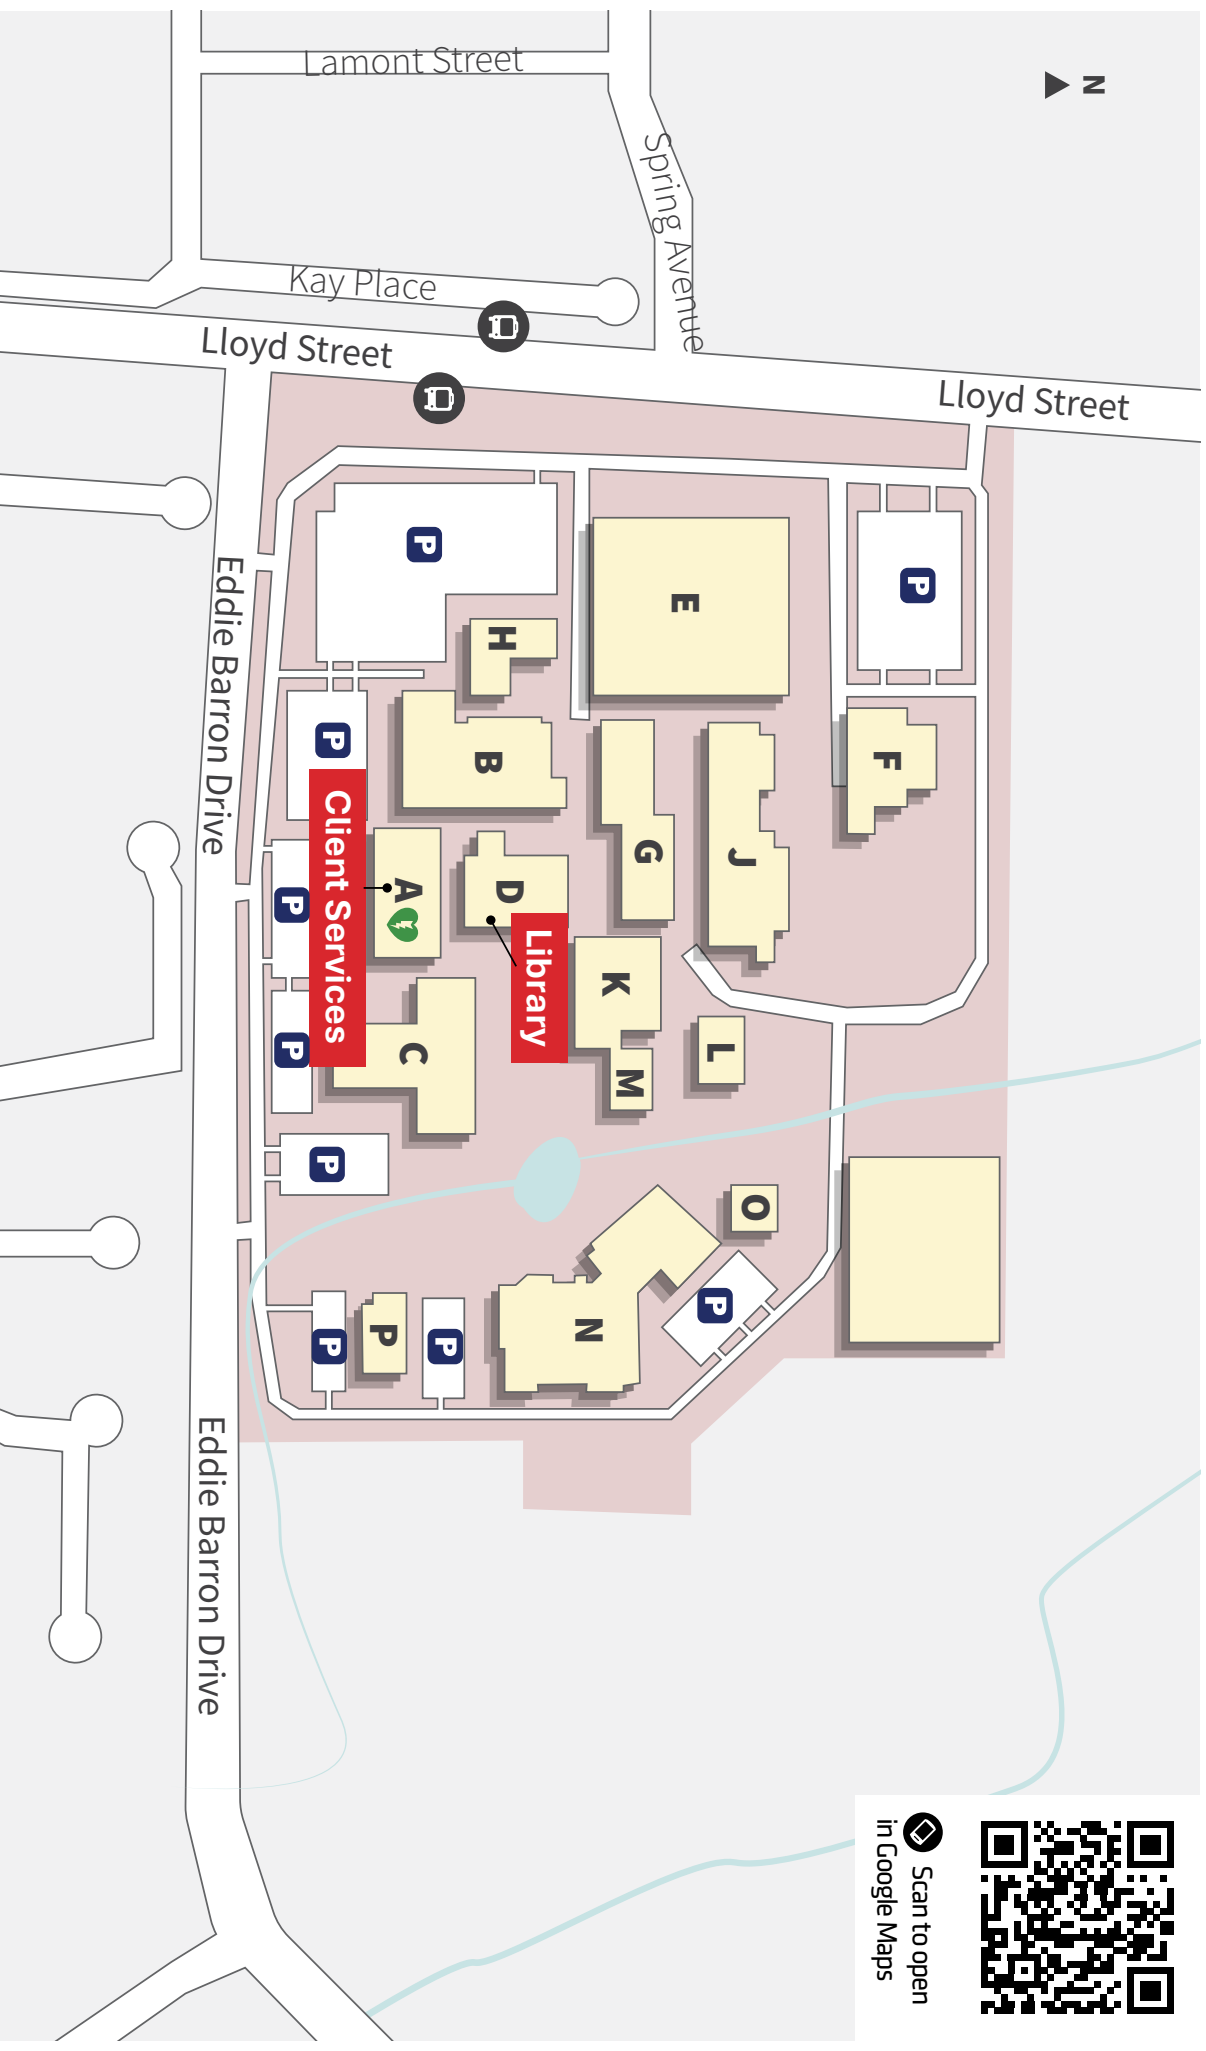 Lamont Street
N
Spring Avenue
Kay Place
Lloyd Street
Lloyd Street
P
P
E
H
Eddie Barron Drive
P
B
F
G
J
Client Services
A
D
P
Library
K
C
P
L
M
P
O
P
N
P
P
P
Eddie Barron Drive
Scan to open
in Google Maps